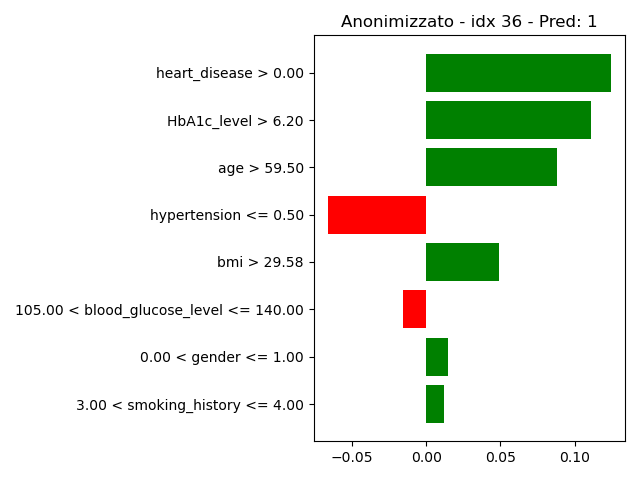 Anonimizzato - idx 36 - Pred: 1
heart_disease > 0.00
HbA1c_level > 6.20
age > 59.50
hypertension <= 0.50
bmi > 29.58
105.00 < blood_glucose_level <= 140.00
0.00 < gender <= 1.00
3.00 < smoking_history <= 4.00
−0.05 0.00 0.05 0.10